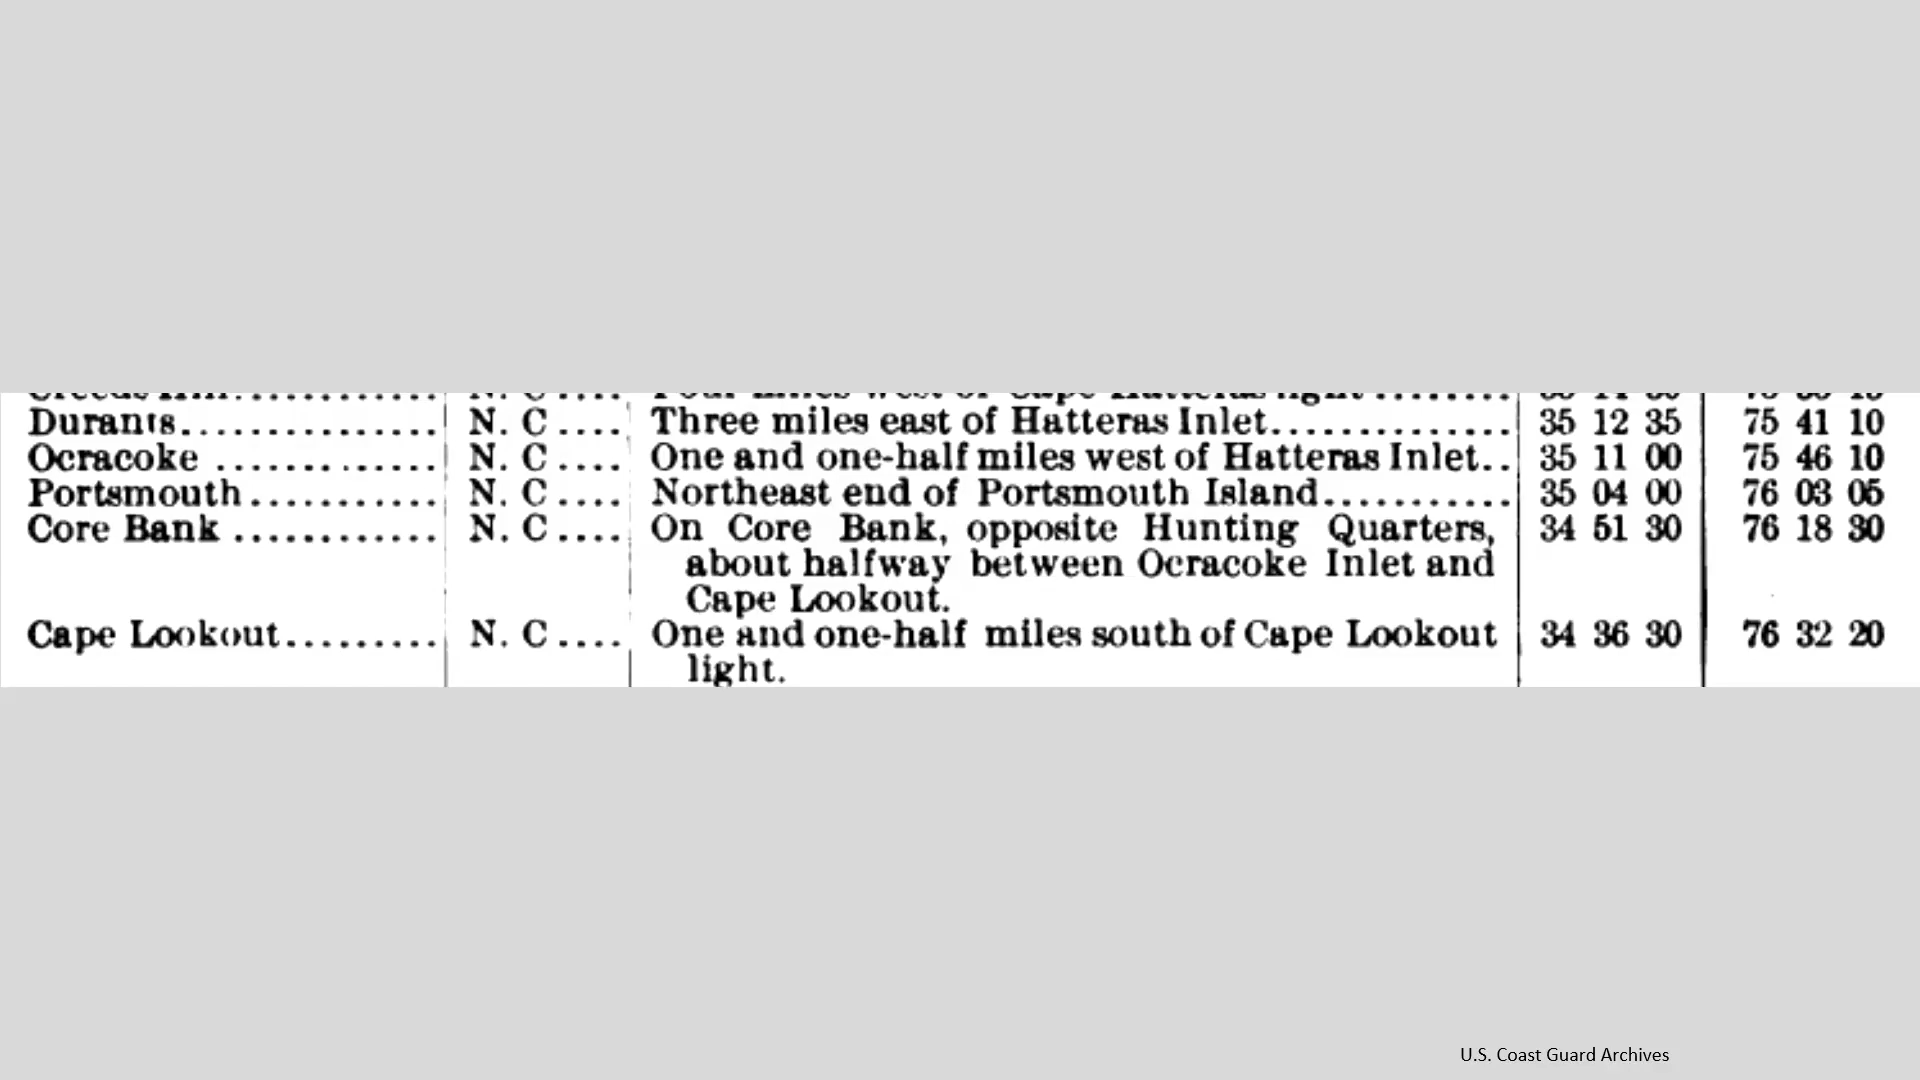 Durants............... N. C.... Three miles east of Hatteras Inlet.............. 35 12 35 75 41 10
Ocracoke ............. N. C.... One and one-half miles west of Hatteras Inlet.. 35 11 00 75 46 10
Portsmouth........... N. C.... Northeast end of Portsmouth Island........... 35 04 00 76 03 05
Core Bank ............ N. C.... On Core Bank, opposite Hunting Quarters, 34 51 30 76 18 30
about halfway between Ocracoke Inlet and
Cape Lookout.
Cape Lookout......... N. C.... One and one-half miles south of Cape Lookout 34 36 30 76 32 20
light.
U.S. Coast Guard Archives